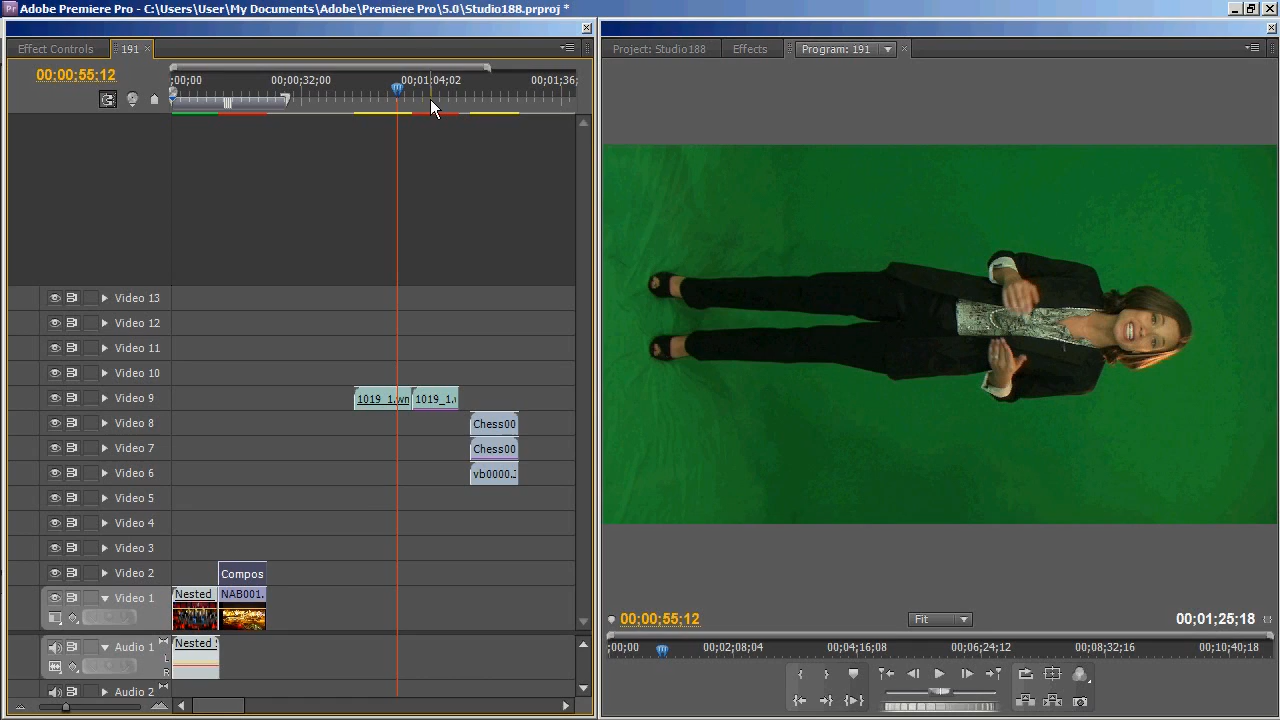 Adobe Premiere Pro - C:\Users\User\My Documents\Adobe\Premiere Pro\5.0\Studio188.prproj *
Effect Controls
191
Project: Studio188
Effects
Program: 191
00;00;55;12
;00;00
00;00;32;00
00;01;04;02
00;01;36;
Video 13
Video 12
Video 11
Video 10
Video 9
1019_1.wn
1019_1.
Video 8
Chess00
Video 7
Chess00
Video 6
vb0000.
Video 5
Video 4
Video 3
Video 2
Compos
Video 1
Nested
NAB001.
Audio 1
Nested
L
R
Audio 2
00;00;55;12
Fit
00;01;25;18
;00;00
00;02;08;04
00;04;16;08
00;06;24;12
00;08;32;16
00;10;40;18